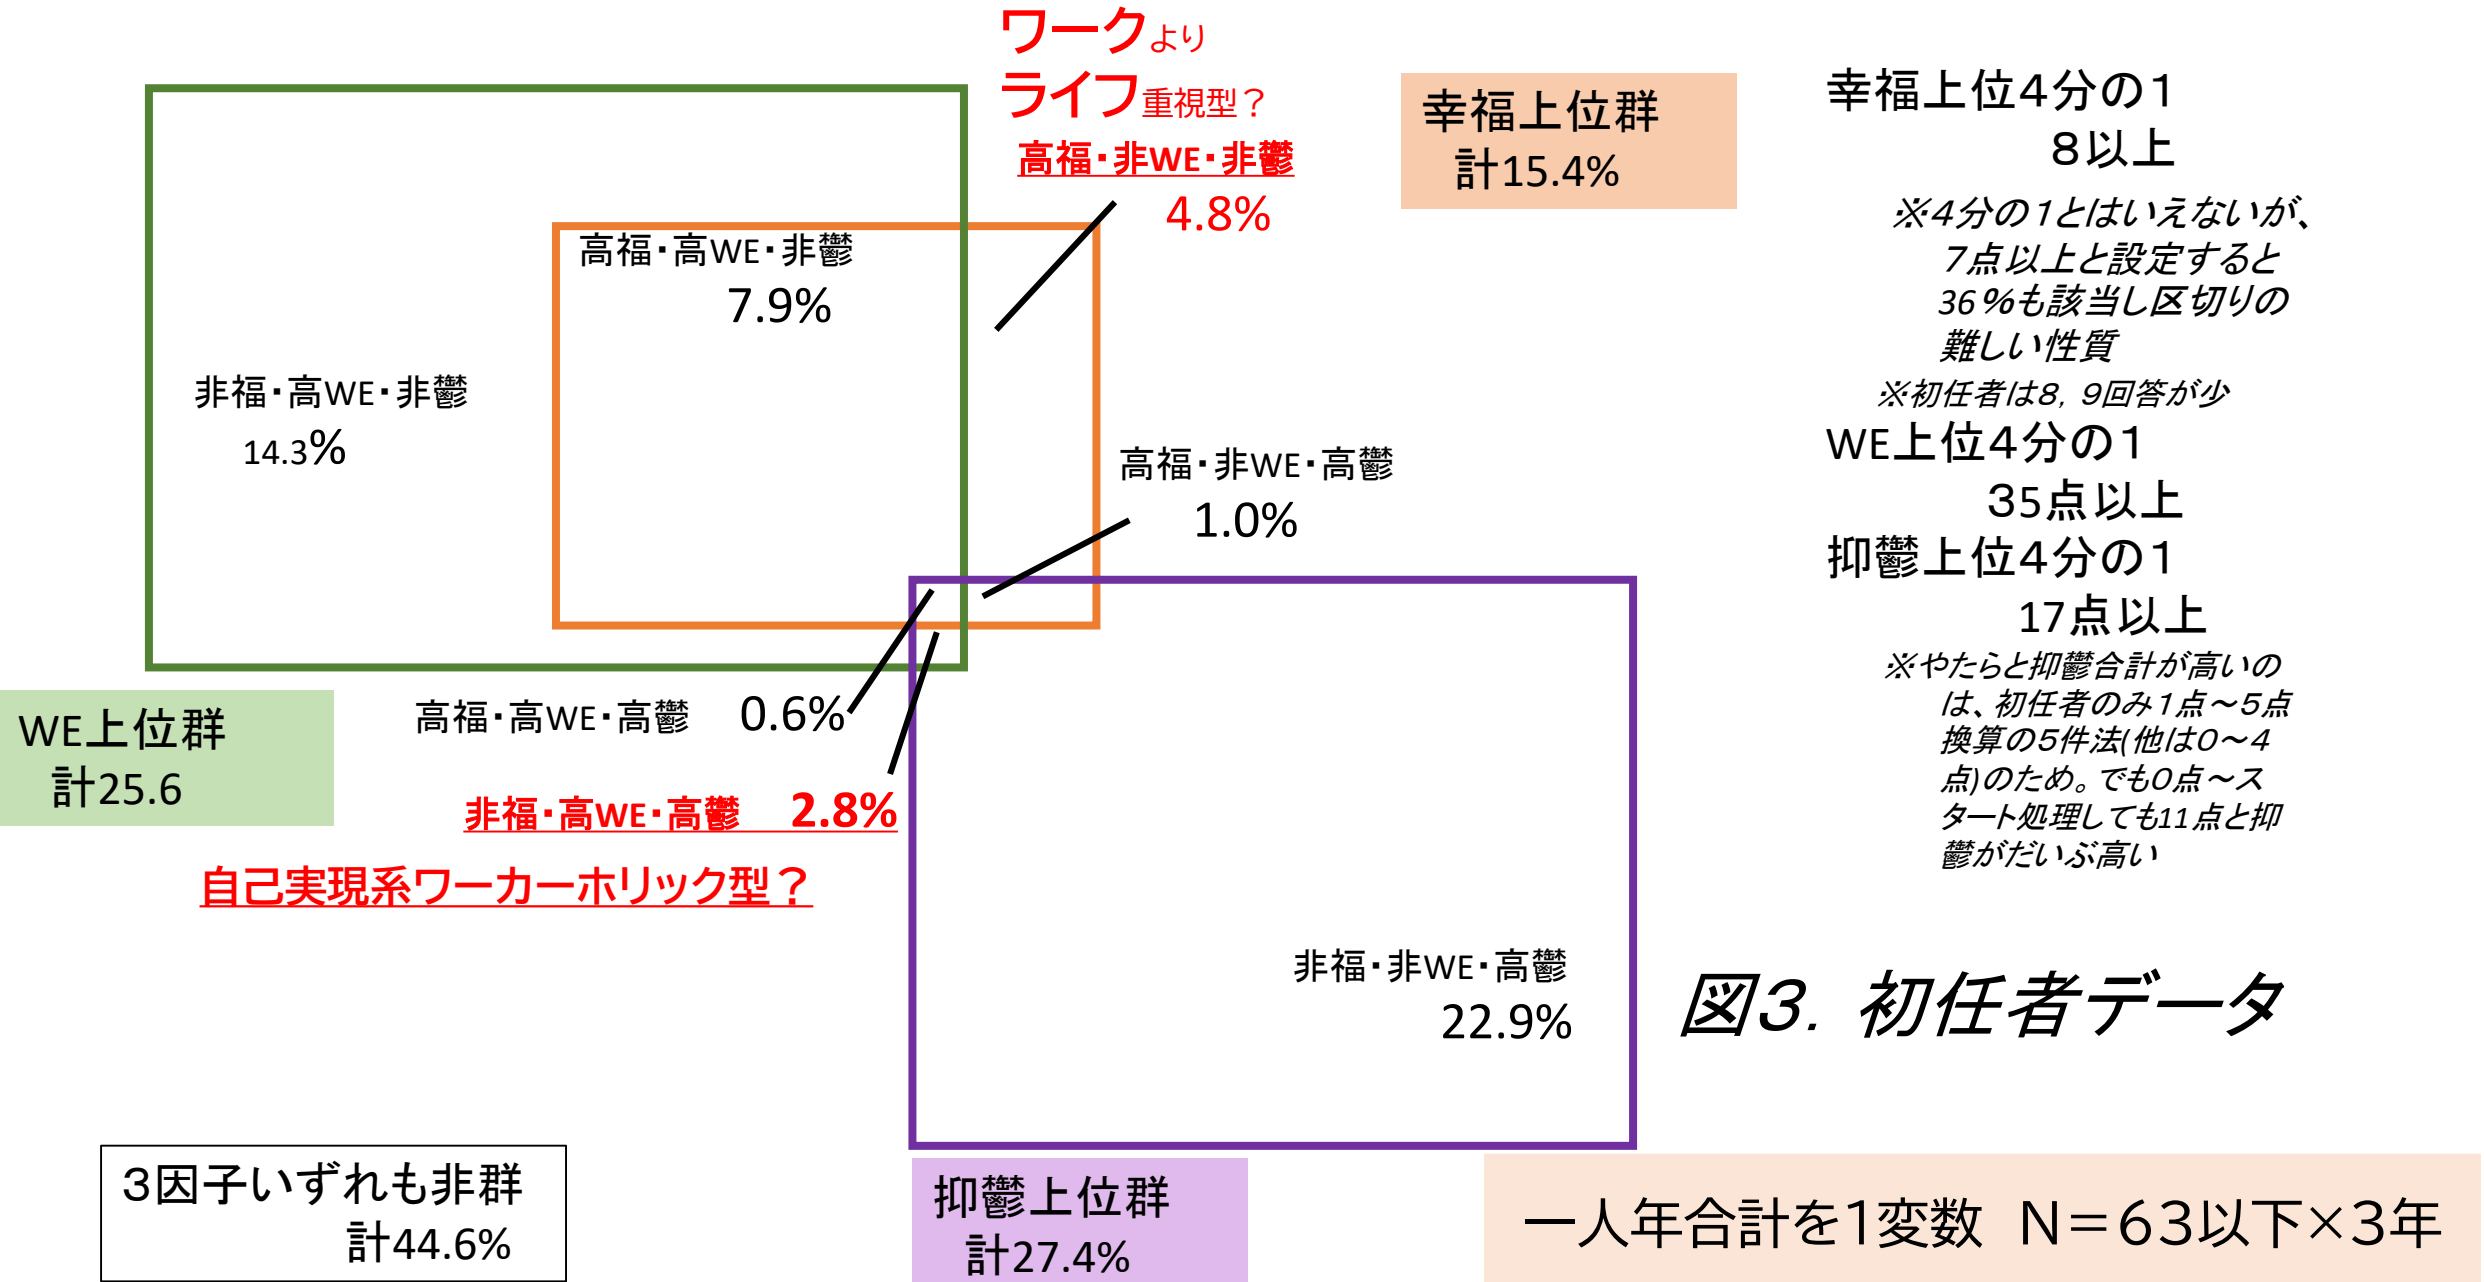 ワークより
ライフ重視型？
高福・非WE・非鬱
4.8%
幸福上位群
計15.4%
高福・高WE・非鬱
7.9%
非福・高WE・非鬱
14.3%
高福・非WE・高鬱
1.0%
WE上位群
計25.6
高福・高WE・高鬱 0.6%
非福・高WE・高鬱 2.8%
自己実現系ワーカーホリック型？
非福・非WE・高鬱
22.9%
３因子いずれも非群
計44.6%
抑鬱上位群
計27.4%
幸福上位４分の１
８以上
※４分の１とはいえないが、
７点以上と設定すると
36％も該当し区切りの
難しい性質
※初任者は８，９回答が少
WE上位４分の１
３5点以上
抑鬱上位４分の１
17点以上
※やたらと抑鬱合計が高いの
は、初任者のみ１点～５点
換算の５件法(他は０～４
点)のため。でも０点～ス
タート処理しても11点と抑
鬱がだいぶ高い
図３．初任者データ
一人年合計を１変数 Ｎ＝６３以下×３年